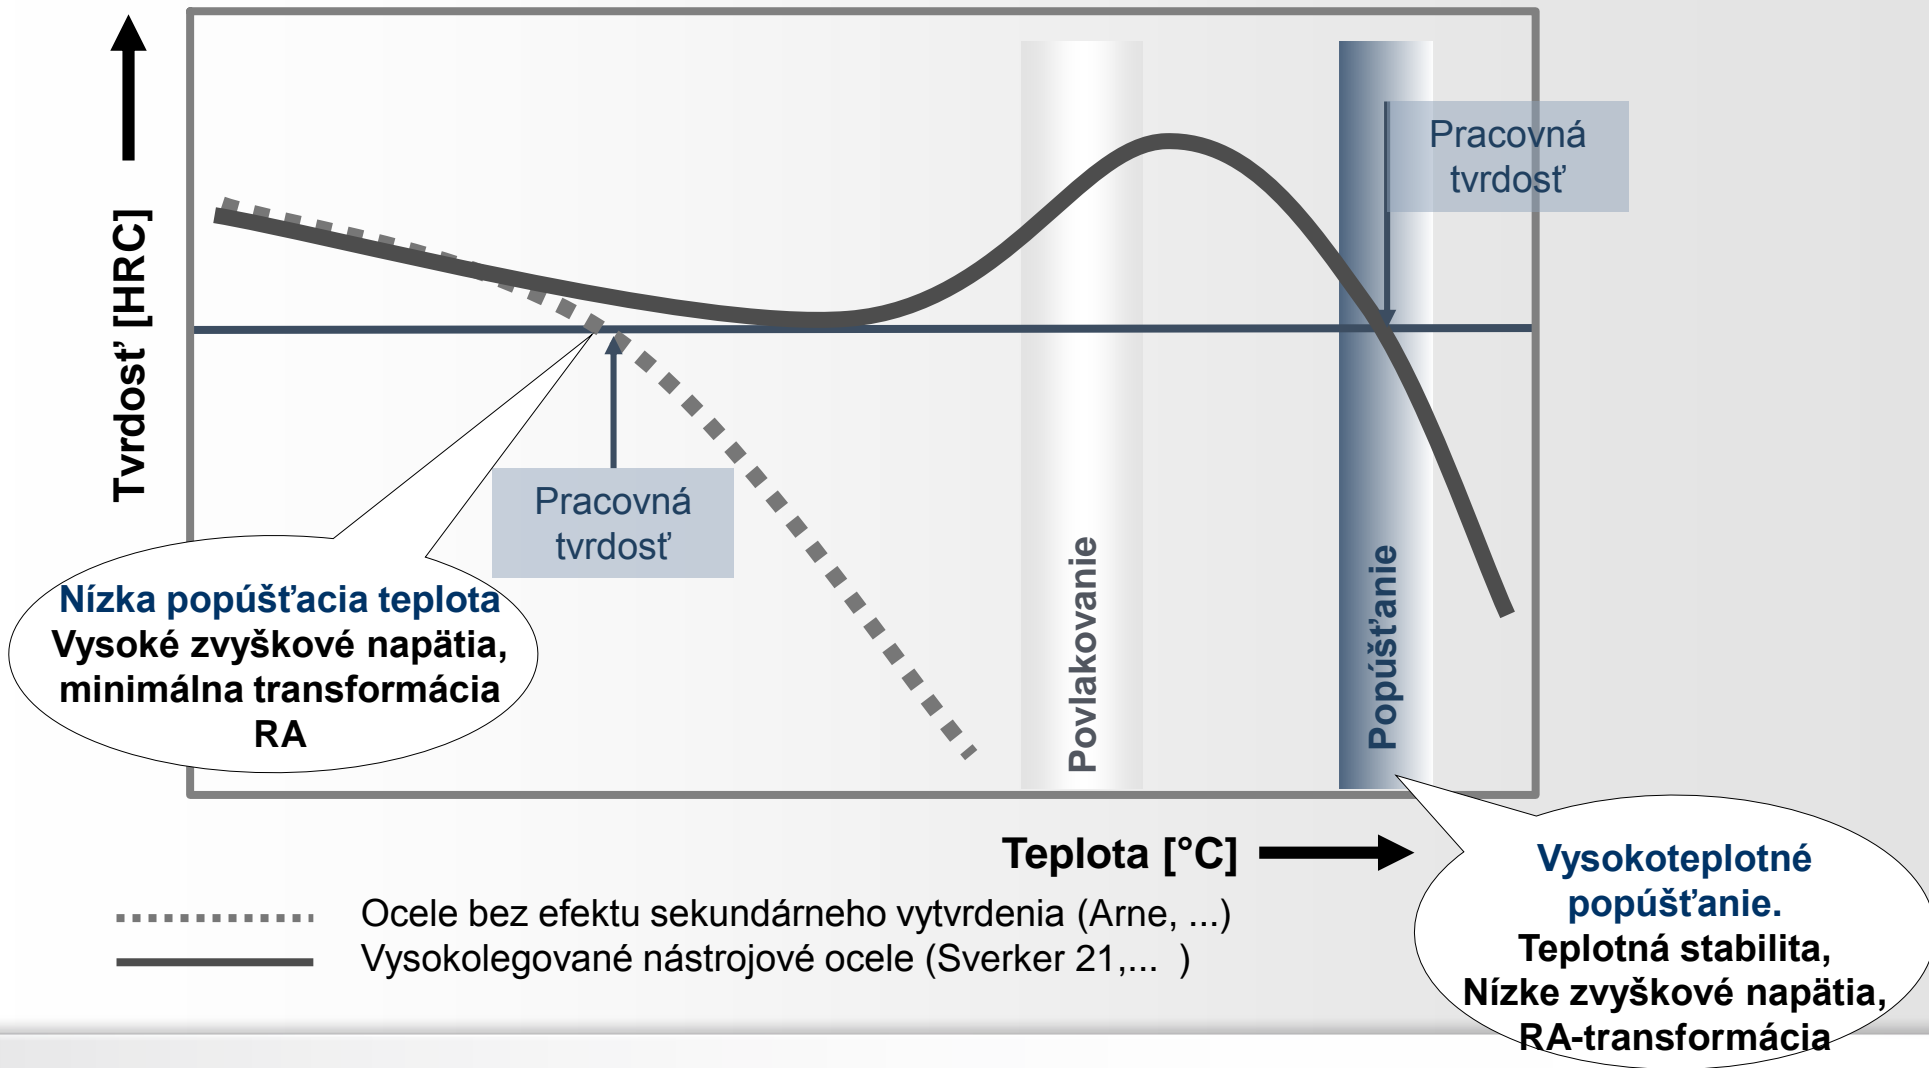 Tvrdosť [HRC]
Pracovná
tvrdosť
Pracovná
tvrdosť
Nízka popúšťacia teplota
Vysoké zvyškové napätia,
minimálna transformácia
RA
Povlakovanie
Popúšťanie
Teplota [°C]
Vysokoteplotné
popúšťanie.
Teplotná stabilita,
Nízke zvyškové napätia,
RA-transformácia
Ocele bez efektu sekundárneho vytvrdenia (Arne, ...)
Vysokolegované nástrojové ocele (Sverker 21,... )